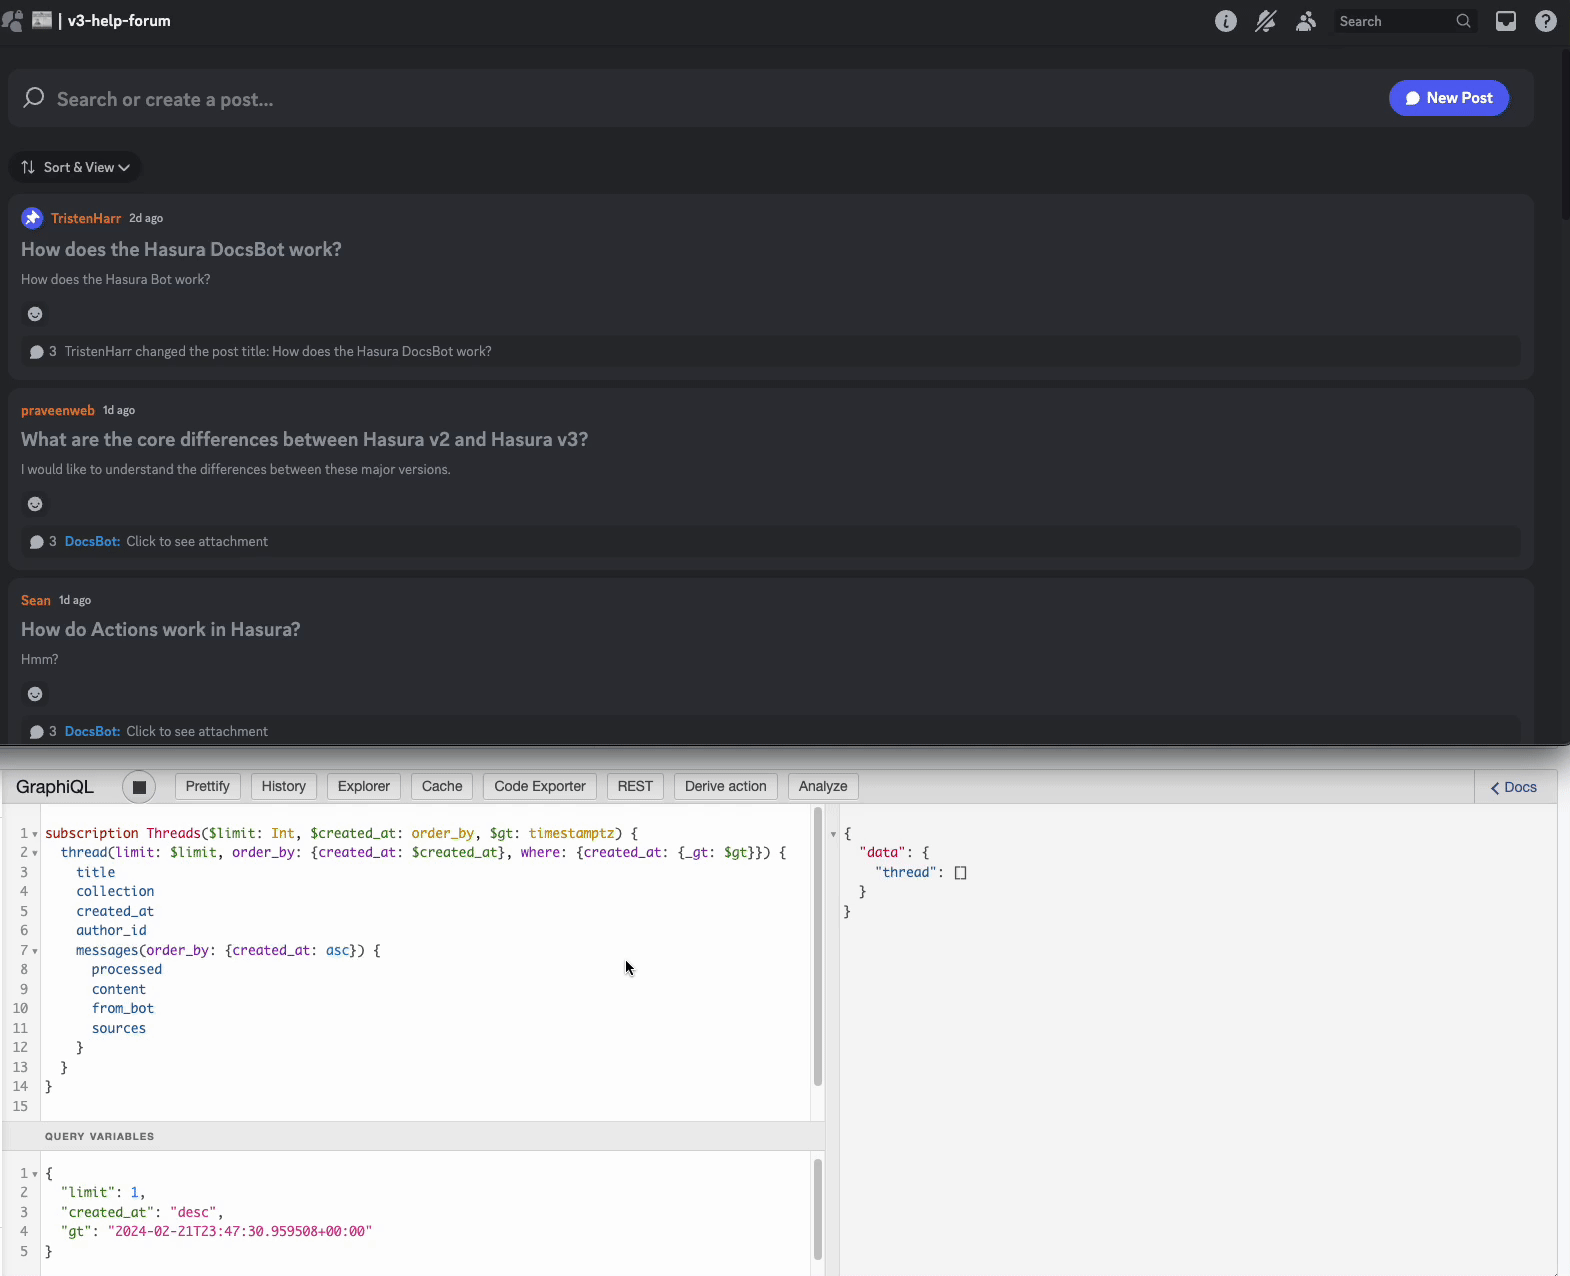 | v3-help-forum
Search
Search or create a post...
New Post
Sort & View
TristenHarr 2d ago
How does the Hasura DocsBot work?
How does the Hasura Bot work?
3 TristenHarr changed the post title: How does the Hasura DocsBot work?
praveenweb 1d ago
What are the core differences between Hasura v2 and Hasura v3?
I would like to understand the differences between these major versions.
3 DocsBot: Click to see attachment
Sean 1d ago
How do Actions work in Hasura?
Hmm?
3 DocsBot: Click to see attachment
GraphiQL Prettify History Explorer Cache Code Exporter REST Derive action Analyze Docs
1 subscription Threads($limit: Int, $created_at: order_by, $gt: timestamptz) {
2 thread(limit: $limit, order_by: {created_at: $created_at}, where: {created_at: {_gt: $gt}}) {
3 title
4 collection
5 created_at
6 author_id
7 messages(order_by: {created_at: asc}) {
8 processed
9 content
10 from_bot
11 sources
12 }
13 }
14 }
15
{
"data": {
"thread": []
}
}
QUERY VARIABLES
1 {
2 "limit": 1,
3 "created_at": "desc",
4 "gt": "2024-02-21T23:47:30.959508+00:00"
5 }